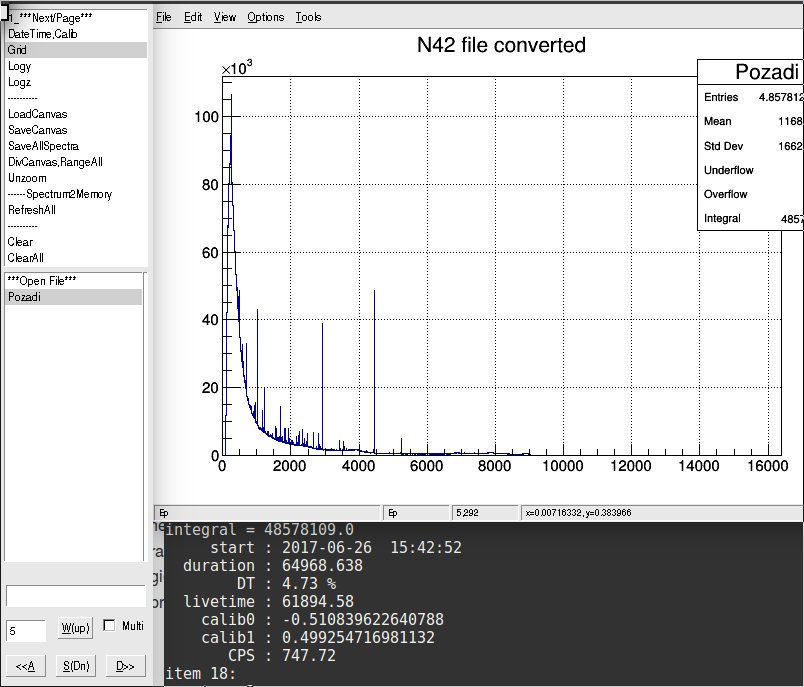 1_***Next/Page***
DateTime,Calib
Grid
Logy
Logz
----------
LoadCanvas
SaveCanvas
SaveAllSpectra
DivCanvas,RangeAll
Unzoom
------Spectrum2Memory
RefreshAll
----------
Clear
ClearAll
***Open File***
Pozadi
5
W(up)
Multi
<<A
S(Dn)
D>>
File Edit View Options Tools
N42 file converted
×10³
100
80
60
40
20
0
0 2000 4000 6000 8000 10000 12000 14000 16000
Pozadi
Entries 4.857812
Mean 1168
Std Dev 1662
Underflow
Overflow
Integral 4857
Ep Ep 5,292 x=0.00716332, y=0.383966
integral = 48578109.0
start : 2017-06-26 15:42:52
duration : 64968.638
DT : 4.73 %
livetime : 61894.58
calib0 : -0.510839622640788
calib1 : 0.499254716981132
CPS : 747.72
item 18: